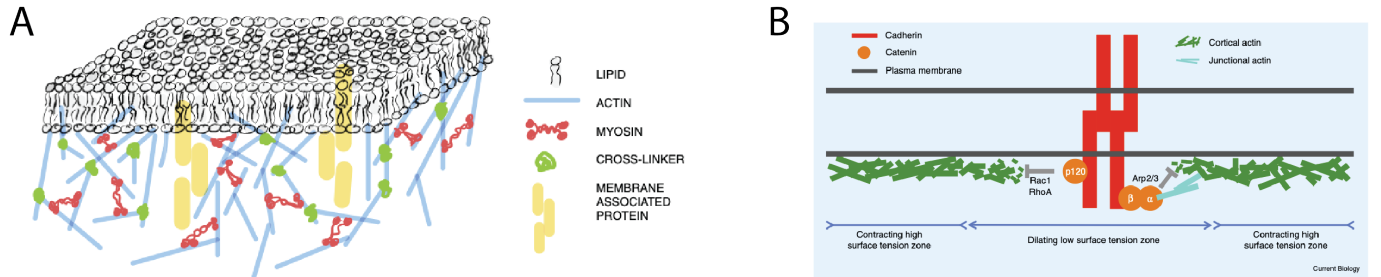 A
LIPID
ACTIN
MYOSIN
CROSS-LINKER
MEMBRANE
ASSOCIATED
PROTEIN
B
Cadherin
Catenin
Plasma membrane
Cortical actin
Junctional actin
p120
Rac1
RhoA
Arp2/3
β
α
Contracting high
surface tension zone
Dilating low surface tension zone
Contracting high
surface tension zone
Current Biology